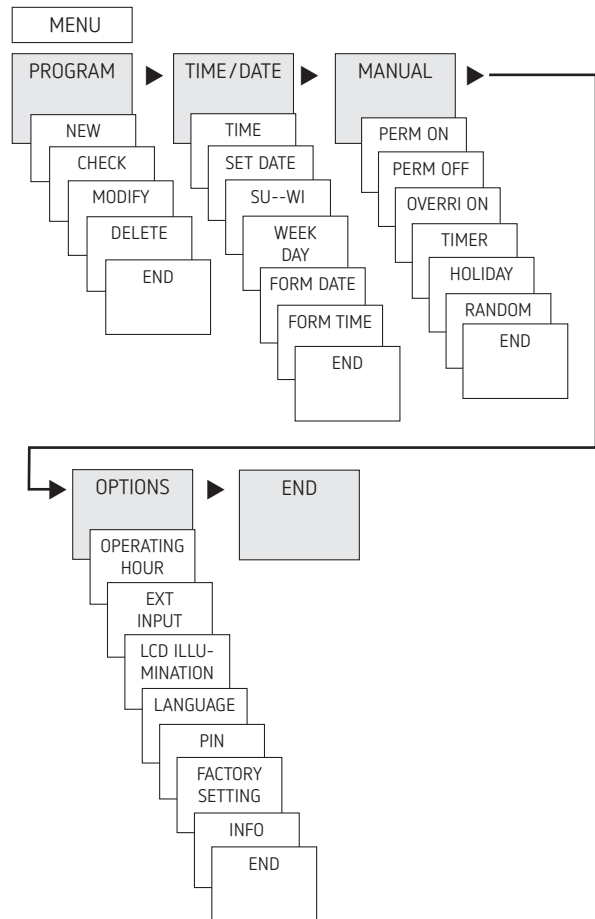 MENU
PROGRAM
NEW
CHECK
MODIFY
DELETE
END
TIME/DATE
TIME
SET DATE
SU--WI
WEEK
DAY
FORM DATE
FORM TIME
END
MANUAL
PERM ON
PERM OFF
OVERRI ON
TIMER
HOLIDAY
RANDOM
END
OPTIONS
OPERATING
HOUR
EXT
INPUT
LCD ILLU-
MINATION
LANGUAGE
PIN
FACTORY
SETTING
INFO
END
END